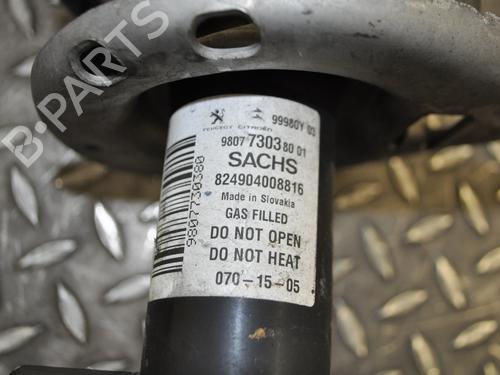 99980Y 03
PEUGEOT CITROËN
9807 7303 80 01
SACHS
824904008816
Made in Slovakia
GAS FILLED
DO NOT OPEN
DO NOT HEAT
070-15-05
9807730380